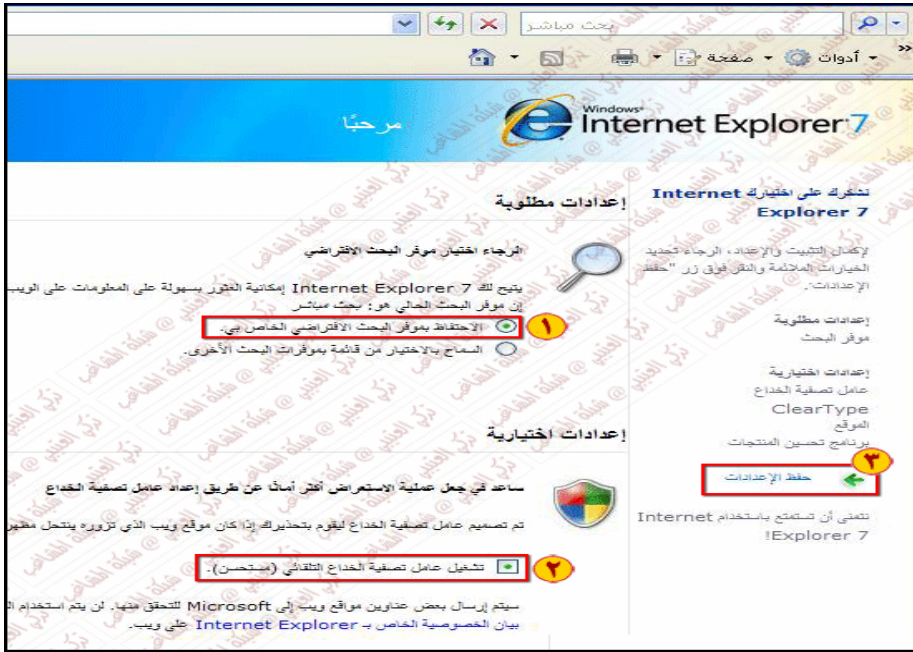 بحث مباشر
أدوات
صفحة
Windows
Internet Explorer 7
مرحبًا
نشكرك على اختيارك Internet
Explorer 7
لإكمال التثبيت والإعداد، الرجاء تحديد
الخيارات الملائمة والنقر فوق زر "حفظ
الإعدادات".
إعدادات مطلوبة
موفر البحث
إعدادات اختيارية
عامل تصفية الخداع
ClearType
الموقع
برنامج تحسين المنتجات
٣
حفظ الإعدادات
نتمنى أن تستمتع باستخدام Internet
Explorer 7!
إعدادات مطلوبة
الرجاء اختيار موفر البحث الافتراضي
يتيح لك Internet Explorer 7 إمكانية العثور بسهولة على المعلومات على الويب
إن موفر البحث الحالي هو: بحث مباشر
١
الاحتفاظ بموفر البحث الافتراضي الخاص بي.
السماح بالاختيار من قائمة بموفرات البحث الأخرى.
إعدادات اختيارية
ساعد في جعل عملية الاستعراض أكثر أمانًا عن طريق إعداد عامل تصفية الخداع
تم تصميم عامل تصفية الخداع ليقوم بتحذيرك إذا كان موقع ويب الذي تزوره ينتحل
٢
تشغيل عامل تصفية الخداع التلقائي (مستحسن).
سيتم إرسال بعض عناوين مواقع ويب إلى Microsoft للتحقق منها. لن يتم استخدام
بيان الخصوصية الخاص بـ Internet Explorer على ويب.